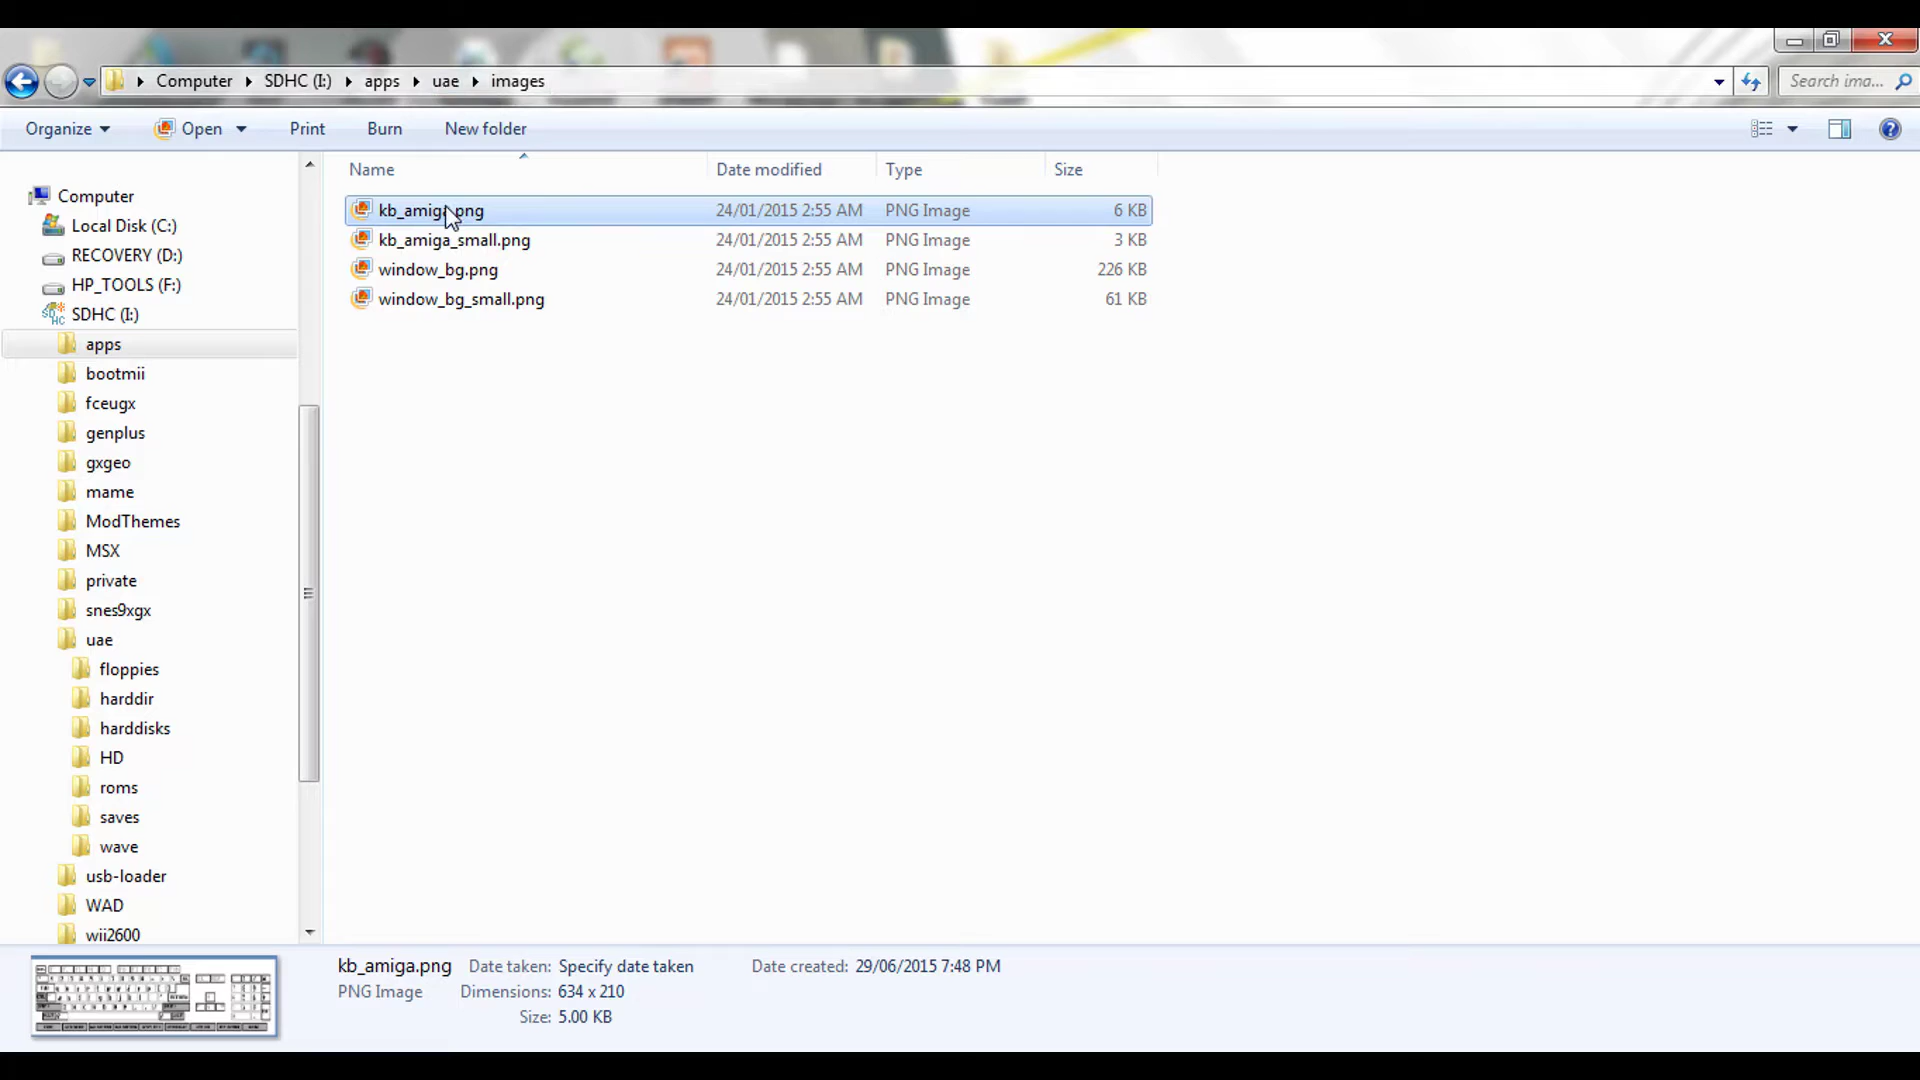 Computer SDHC (I:) apps uae images Search ima...
Organize Open Print Burn New folder
Name Date modified Type Size
kb_amiga.png 24/01/2015 2:55 AM PNG Image 6 KB
kb_amiga_small.png 24/01/2015 2:55 AM PNG Image 3 KB
window_bg.png 24/01/2015 2:55 AM PNG Image 226 KB
window_bg_small.png 24/01/2015 2:55 AM PNG Image 61 KB
Computer
Local Disk (C:)
RECOVERY (D:)
HP_TOOLS (F:)
SDHC (I:)
apps
bootmii
fceugx
genplus
gxgeo
mame
ModThemes
MSX
private
snes9xgx
uae
floppies
harddir
harddisks
HD
roms
saves
wave
usb-loader
WAD
wii2600
kb_amiga.png Date taken: Specify date taken Date created: 29/06/2015 7:48 PM
PNG Image Dimensions: 634 x 210
Size: 5.00 KB